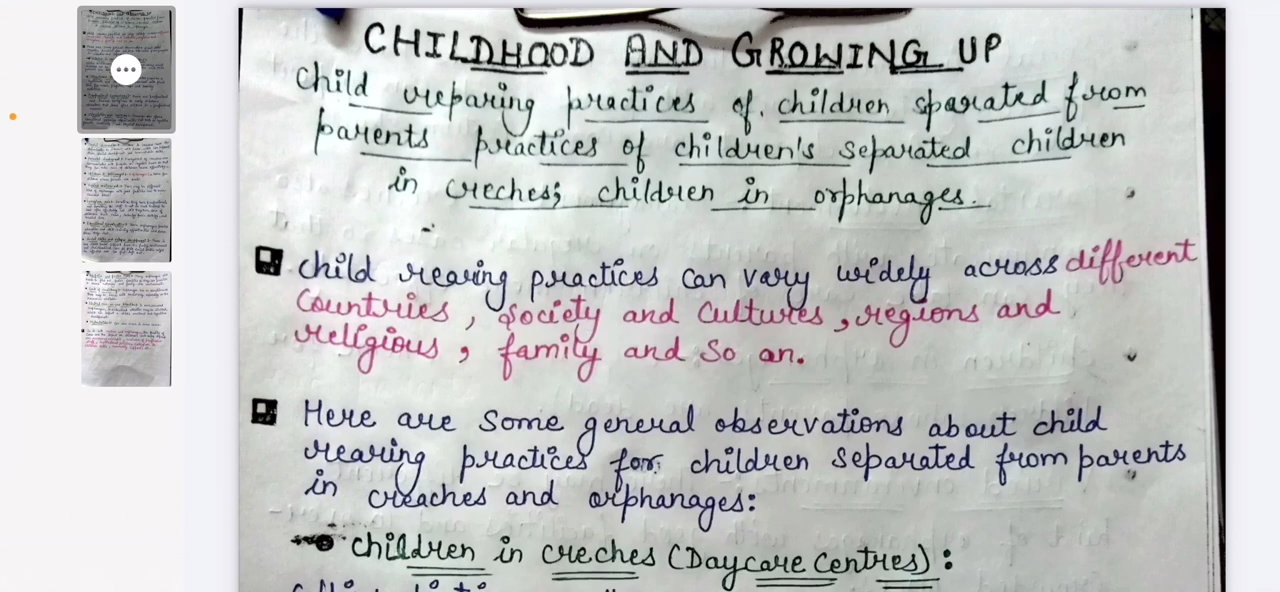 CHILDHOOD AND GROWING UP
Child reparing practices of children sparated from
parents practices of children's separated children
in creches; children in orphanages.
child rearing practices can vary widely across different
Countries, society and cultures, regions and
religious, family and so an.
Here are some general observations about child
rearing practices for children separated from parents
in creaches and orphanages:
children in creches (Daycare centres):